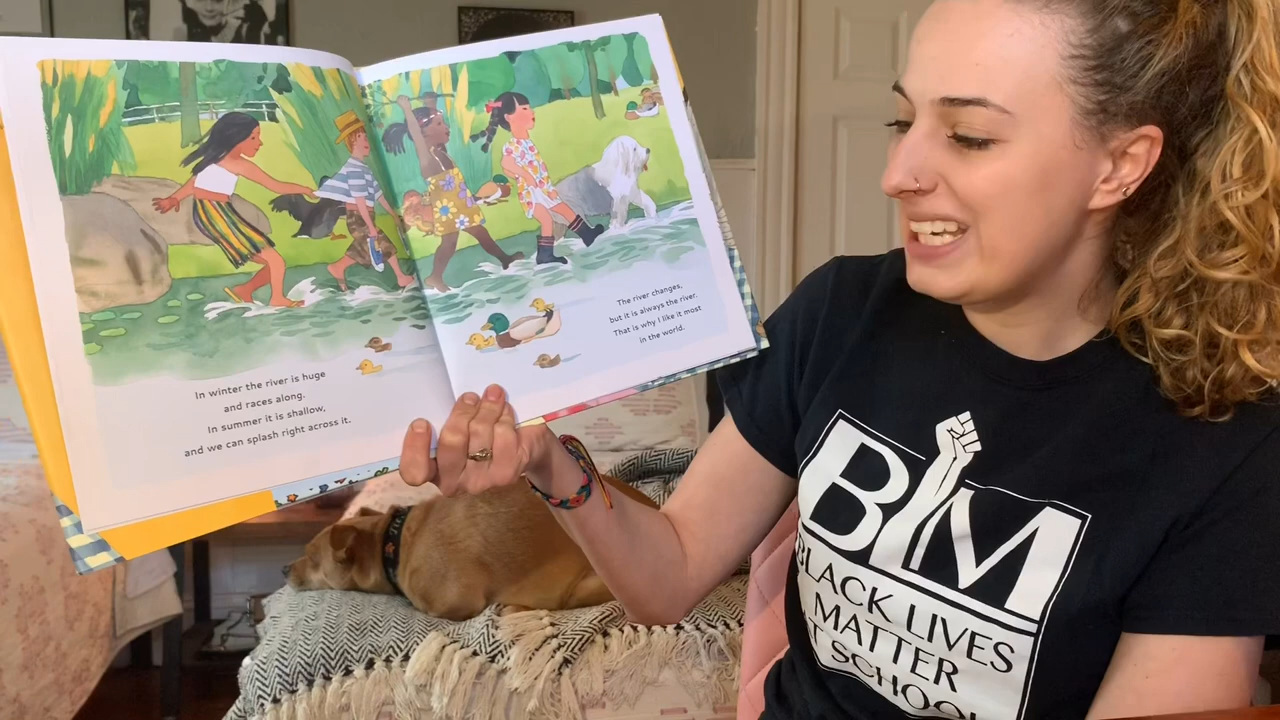 In winter the river is huge
and races along.
In summer it is shallow,
and we can splash right across it.
The river changes,
but it is always the river.
That is why I like it most
in the world.
BLM
BLACK LIVES
MATTER
AT SCHOOL